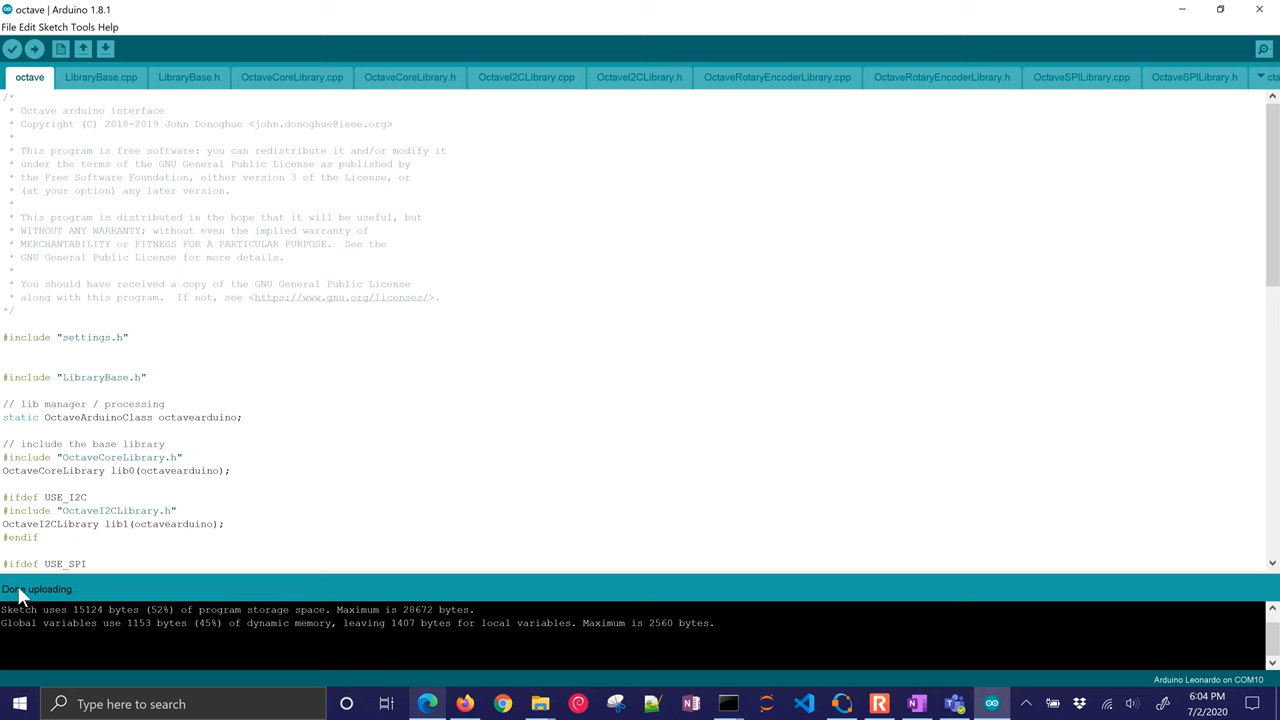 octave | Arduino 1.8.1
File Edit Sketch Tools Help
octave LibraryBase.cpp LibraryBase.h OctaveCoreLibrary.cpp OctaveCoreLibrary.h OctaveI2CLibrary.cpp OctaveI2CLibrary.h OctaveRotaryEncoderLibrary.cpp OctaveRotaryEncoderLibrary.h OctaveSPILibrary.cpp OctaveSPILibrary.h octa
/*
* Octave arduino interface
* Copyright (C) 2018-2019 John Donoghue <john.donoghue@ieee.org>
*
* This program is free software: you can redistribute it and/or modify it
* under the terms of the GNU General Public License as published by
* the Free Software Foundation, either version 3 of the License, or
* (at your option) any later version.
*
* This program is distributed in the hope that it will be useful, but
* WITHOUT ANY WARRANTY; without even the implied warranty of
* MERCHANTABILITY or FITNESS FOR A PARTICULAR PURPOSE.  See the
* GNU General Public License for more details.
*
* You should have received a copy of the GNU General Public License
* along with this program.  If not, see <https://www.gnu.org/licenses/>.
*/
#include "settings.h"
#include "LibraryBase.h"
// lib manager / processing
static OctaveArduinoClass octavearduino;
// include the base library
#include "OctaveCoreLibrary.h"
OctaveCoreLibrary lib0(octavearduino);
#ifdef USE_I2C
#include "OctaveI2CLibrary.h"
OctaveI2CLibrary lib1(octavearduino);
#endif
#ifdef USE_SPI
Done uploading.
Sketch uses 15124 bytes (52%) of program storage space. Maximum is 28672 bytes.
Global variables use 1153 bytes (45%) of dynamic memory, leaving 1407 bytes for local variables. Maximum is 2560 bytes.
Arduino Leonardo on COM10
Type here to search
6:04 PM
7/2/2020